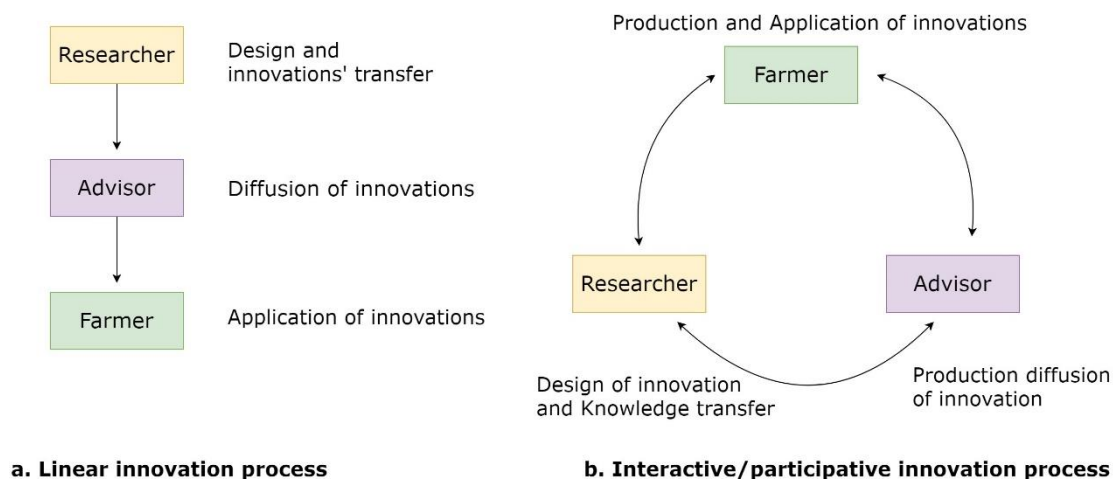 Researcher
Design and
innovations' transfer
Advisor
Diffusion of innovations
Farmer
Application of innovations
a. Linear innovation process
Production and Application of innovations
Farmer
Researcher
Advisor
Design of innovation
and Knowledge transfer
Production diffusion
of innovation
b. Interactive/participative innovation process